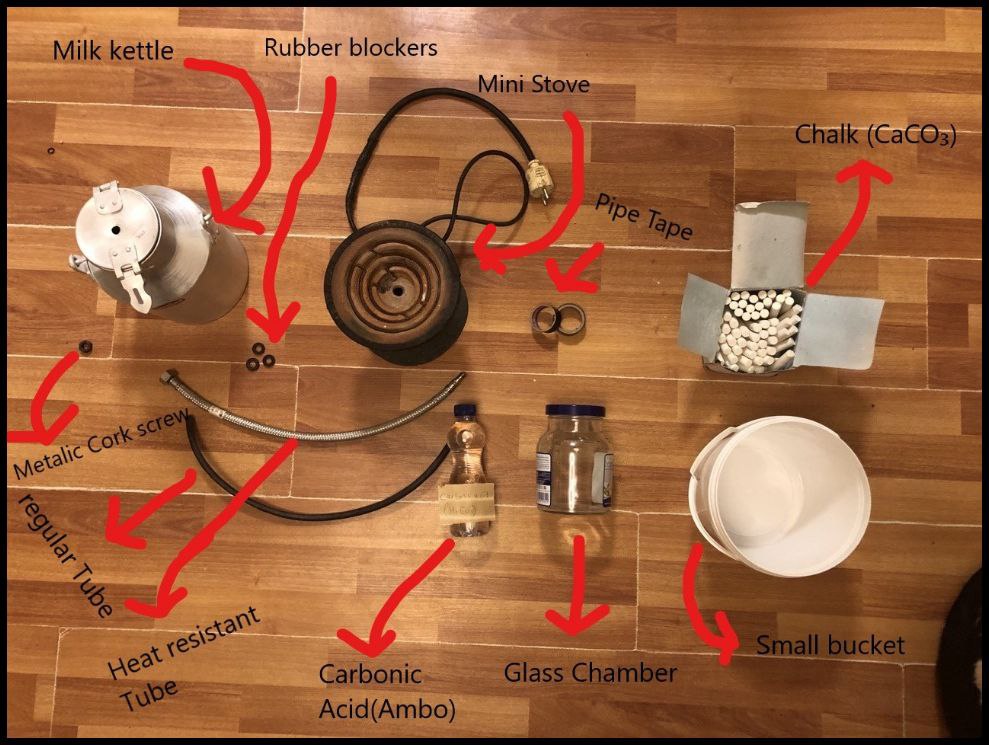 Milk kettle
Rubber blockers
Mini Stove
Chalk (CaCO₃)
Pipe Tape
Metalic Cork screw
regular Tube
Heat resistant
Tube
Carbonic
Acid(Ambo)
Glass Chamber
Small bucket